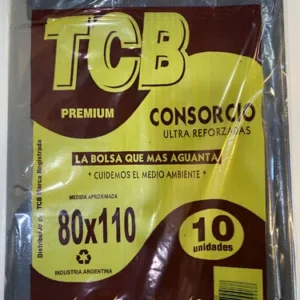 TCB
PREMIUM
CONSORCIO
ULTRA REFORZADAS
LA BOLSA QUE MAS AGUANTA
* CUIDEMOS EL MEDIO AMBIENTE *
MEDIDA APROXIMADA
80x110
10
unidades
INDUSTRIA ARGENTINA
por TCB Marca Registrada